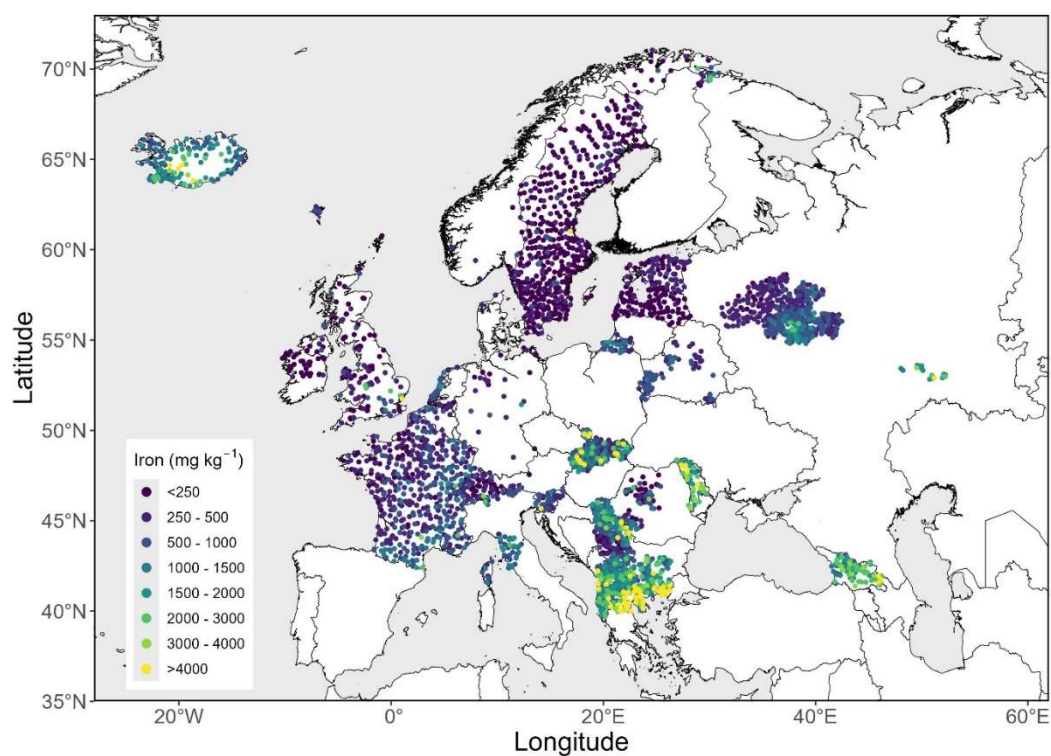 70°N
65°N
60°N
55°N
50°N
45°N
40°N
35°N
Latitude
Iron (mg kg⁻¹)
<250
250 - 500
500 - 1000
1000 - 1500
1500 - 2000
2000 - 3000
3000 - 4000
>4000
20°W
0°
20°E
40°E
60°E
Longitude